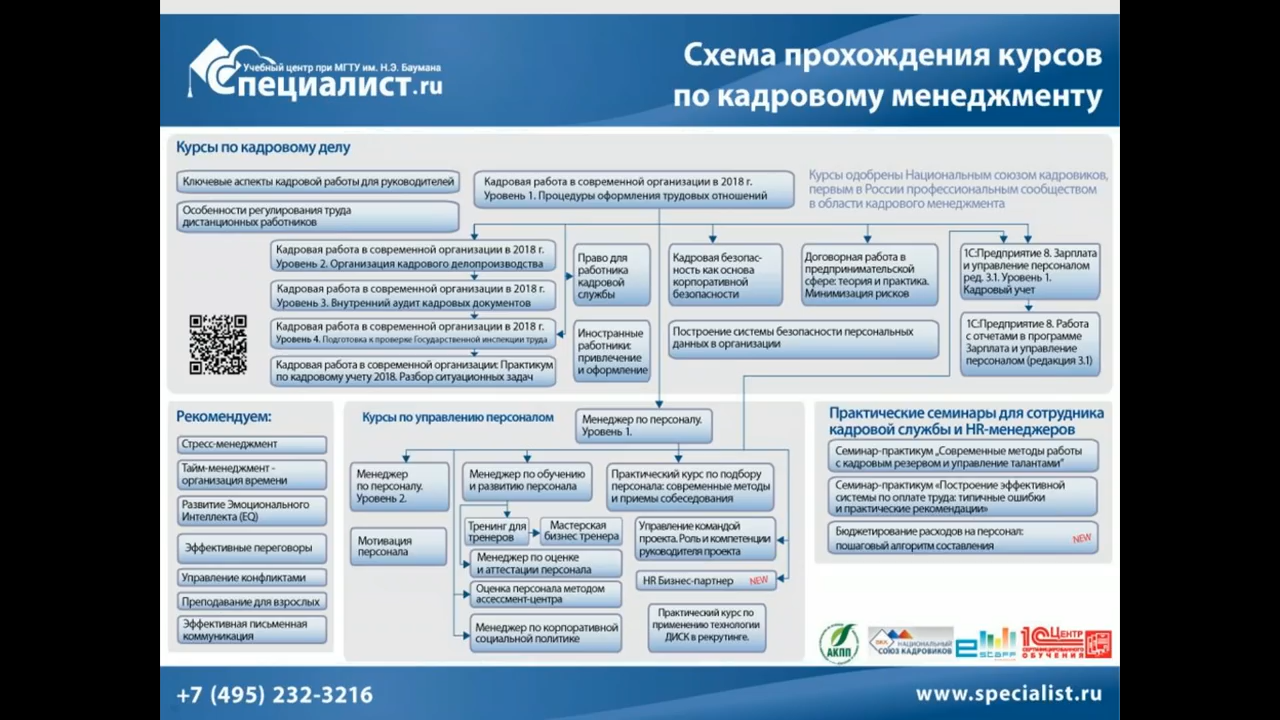 Учебный центр при МГТУ им. Н.Э. Баумана
Специалист.ru
Схема прохождения курсов
по кадровому менеджменту
Курсы по кадровому делу
Ключевые аспекты кадровой работы для руководителей
Особенности регулирования труда
дистанционных работников
Кадровая работа в современной организации в 2018 г.
Уровень 1. Процедуры оформления трудовых отношений
Курсы одобрены Национальным союзом кадровиков,
первым в России профессиональным сообществом
в области кадрового менеджмента
Кадровая работа в современной организации в 2018 г.
Уровень 2. Организация кадрового делопроизводства
Кадровая работа в современной организации в 2018 г.
Уровень 3. Внутренний аудит кадровых документов
Кадровая работа в современной организации в 2018 г.
Уровень 4. Подготовка к проверке Государственной инспекции труда
Кадровая работа в современной организации: Практикум
по кадровому учету 2018. Разбор ситуационных задач
Право для
работника
кадровой
службы
Иностранные
работники:
привлечение
и оформление
Кадровая безопас-
ность как основа
корпоративной
безопасности
Договорная работа в
предпринимательской
сфере: теория и практика.
Минимизация рисков
Построение системы безопасности персональных
данных в организации
1С:Предприятие 8. Зарплата
и управление персоналом
ред. 3.1. Уровень 1.
Кадровый учет
1С:Предприятие 8. Работа
с отчетами в программе
Зарплата и управление
персоналом (редакция 3.1)
Рекомендуем:
Стресс-менеджмент
Тайм-менеджмент -
организация времени
Развитие Эмоционального
Интеллекта (EQ)
Эффективные переговоры
Управление конфликтами
Преподавание для взрослых
Эффективная письменная
коммуникация
Курсы по управлению персоналом
Менеджер по персоналу.
Уровень 1.
Менеджер
по персоналу.
Уровень 2.
Мотивация
персонала
Менеджер по обучению
и развитию персонала
Тренинг для
тренеров
Мастерская
бизнес тренера
Менеджер по оценке
и аттестации персонала
Оценка персонала методом
ассессмент-центра
Менеджер по корпоративной
социальной политике
Практический курс по подбору
персонала: современные методы
и приемы собеседования
Управление командой
проекта. Роль и компетенции
руководителя проекта
HR Бизнес-партнер NEW
Практический курс по
применению технологии
ДИСК в рекрутинге.
Практические семинары для сотрудника
кадровой службы и HR-менеджеров
Семинар-практикум „Современные методы работы
с кадровым резервом и управление талантами“
Семинар-практикум «Построение эффективной
системы по оплате труда: типичные ошибки
и практические рекомендации»
Бюджетирование расходов на персонал:
пошаговый алгоритм составления NEW
АКПП
НАЦИОНАЛЬНЫЙ
СОЮЗ КАДРОВИКОВ
e-staff
1С ЦЕНТР
СЕРТИФИЦИРОВАННОГО
ОБУЧЕНИЯ
+7 (495) 232-3216
www.specialist.ru